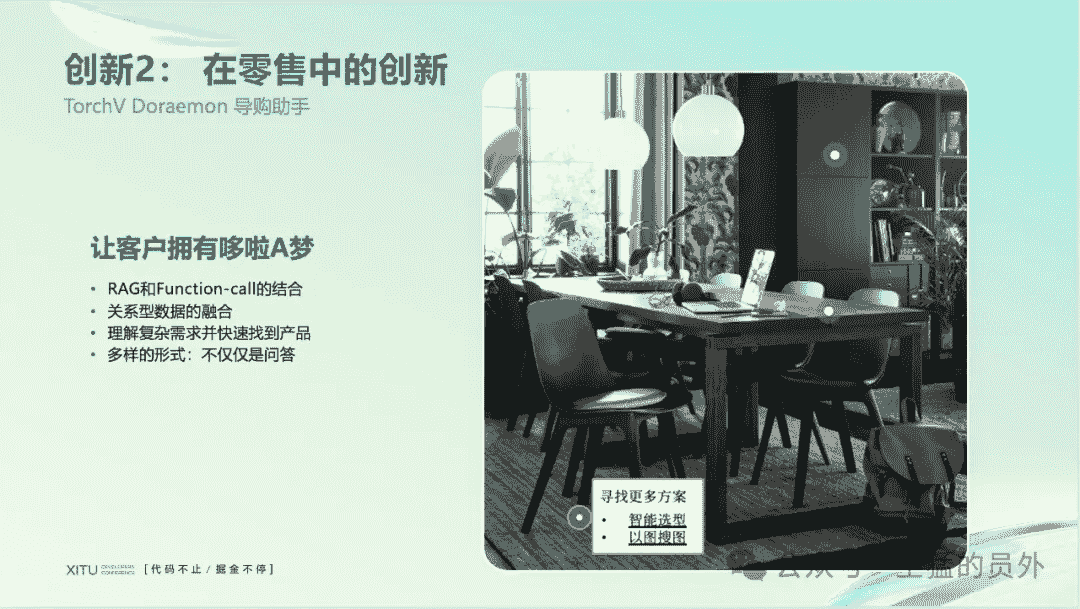 创新2： 在零售中的创新
TorchV Doraemon 导购助手
让客户拥有哆啦A梦
• RAG和Function-call的结合
• 关系型数据的融合
• 理解复杂需求并快速找到产品
• 多样的形式：不仅仅是问答
寻找更多方案
• 智能选型
• 以图搜图
XITU DEVELOPERS CONFERENCE [代码不止 / 掘金不停]
的员外